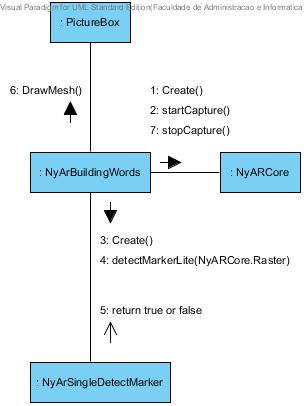 Visual Paradigm for UML Standard Edition(Faculdade de Administracao e Informatica
: PictureBox
6: DrawMesh()
1: Create()
2: startCapture()
7: stopCapture()
: NyArBuildingWords
: NyARCore
3: Create()
4: detectMarkerLite(NyARCore.Raster)
5: return true or false
: NyArSingleDetectMarker